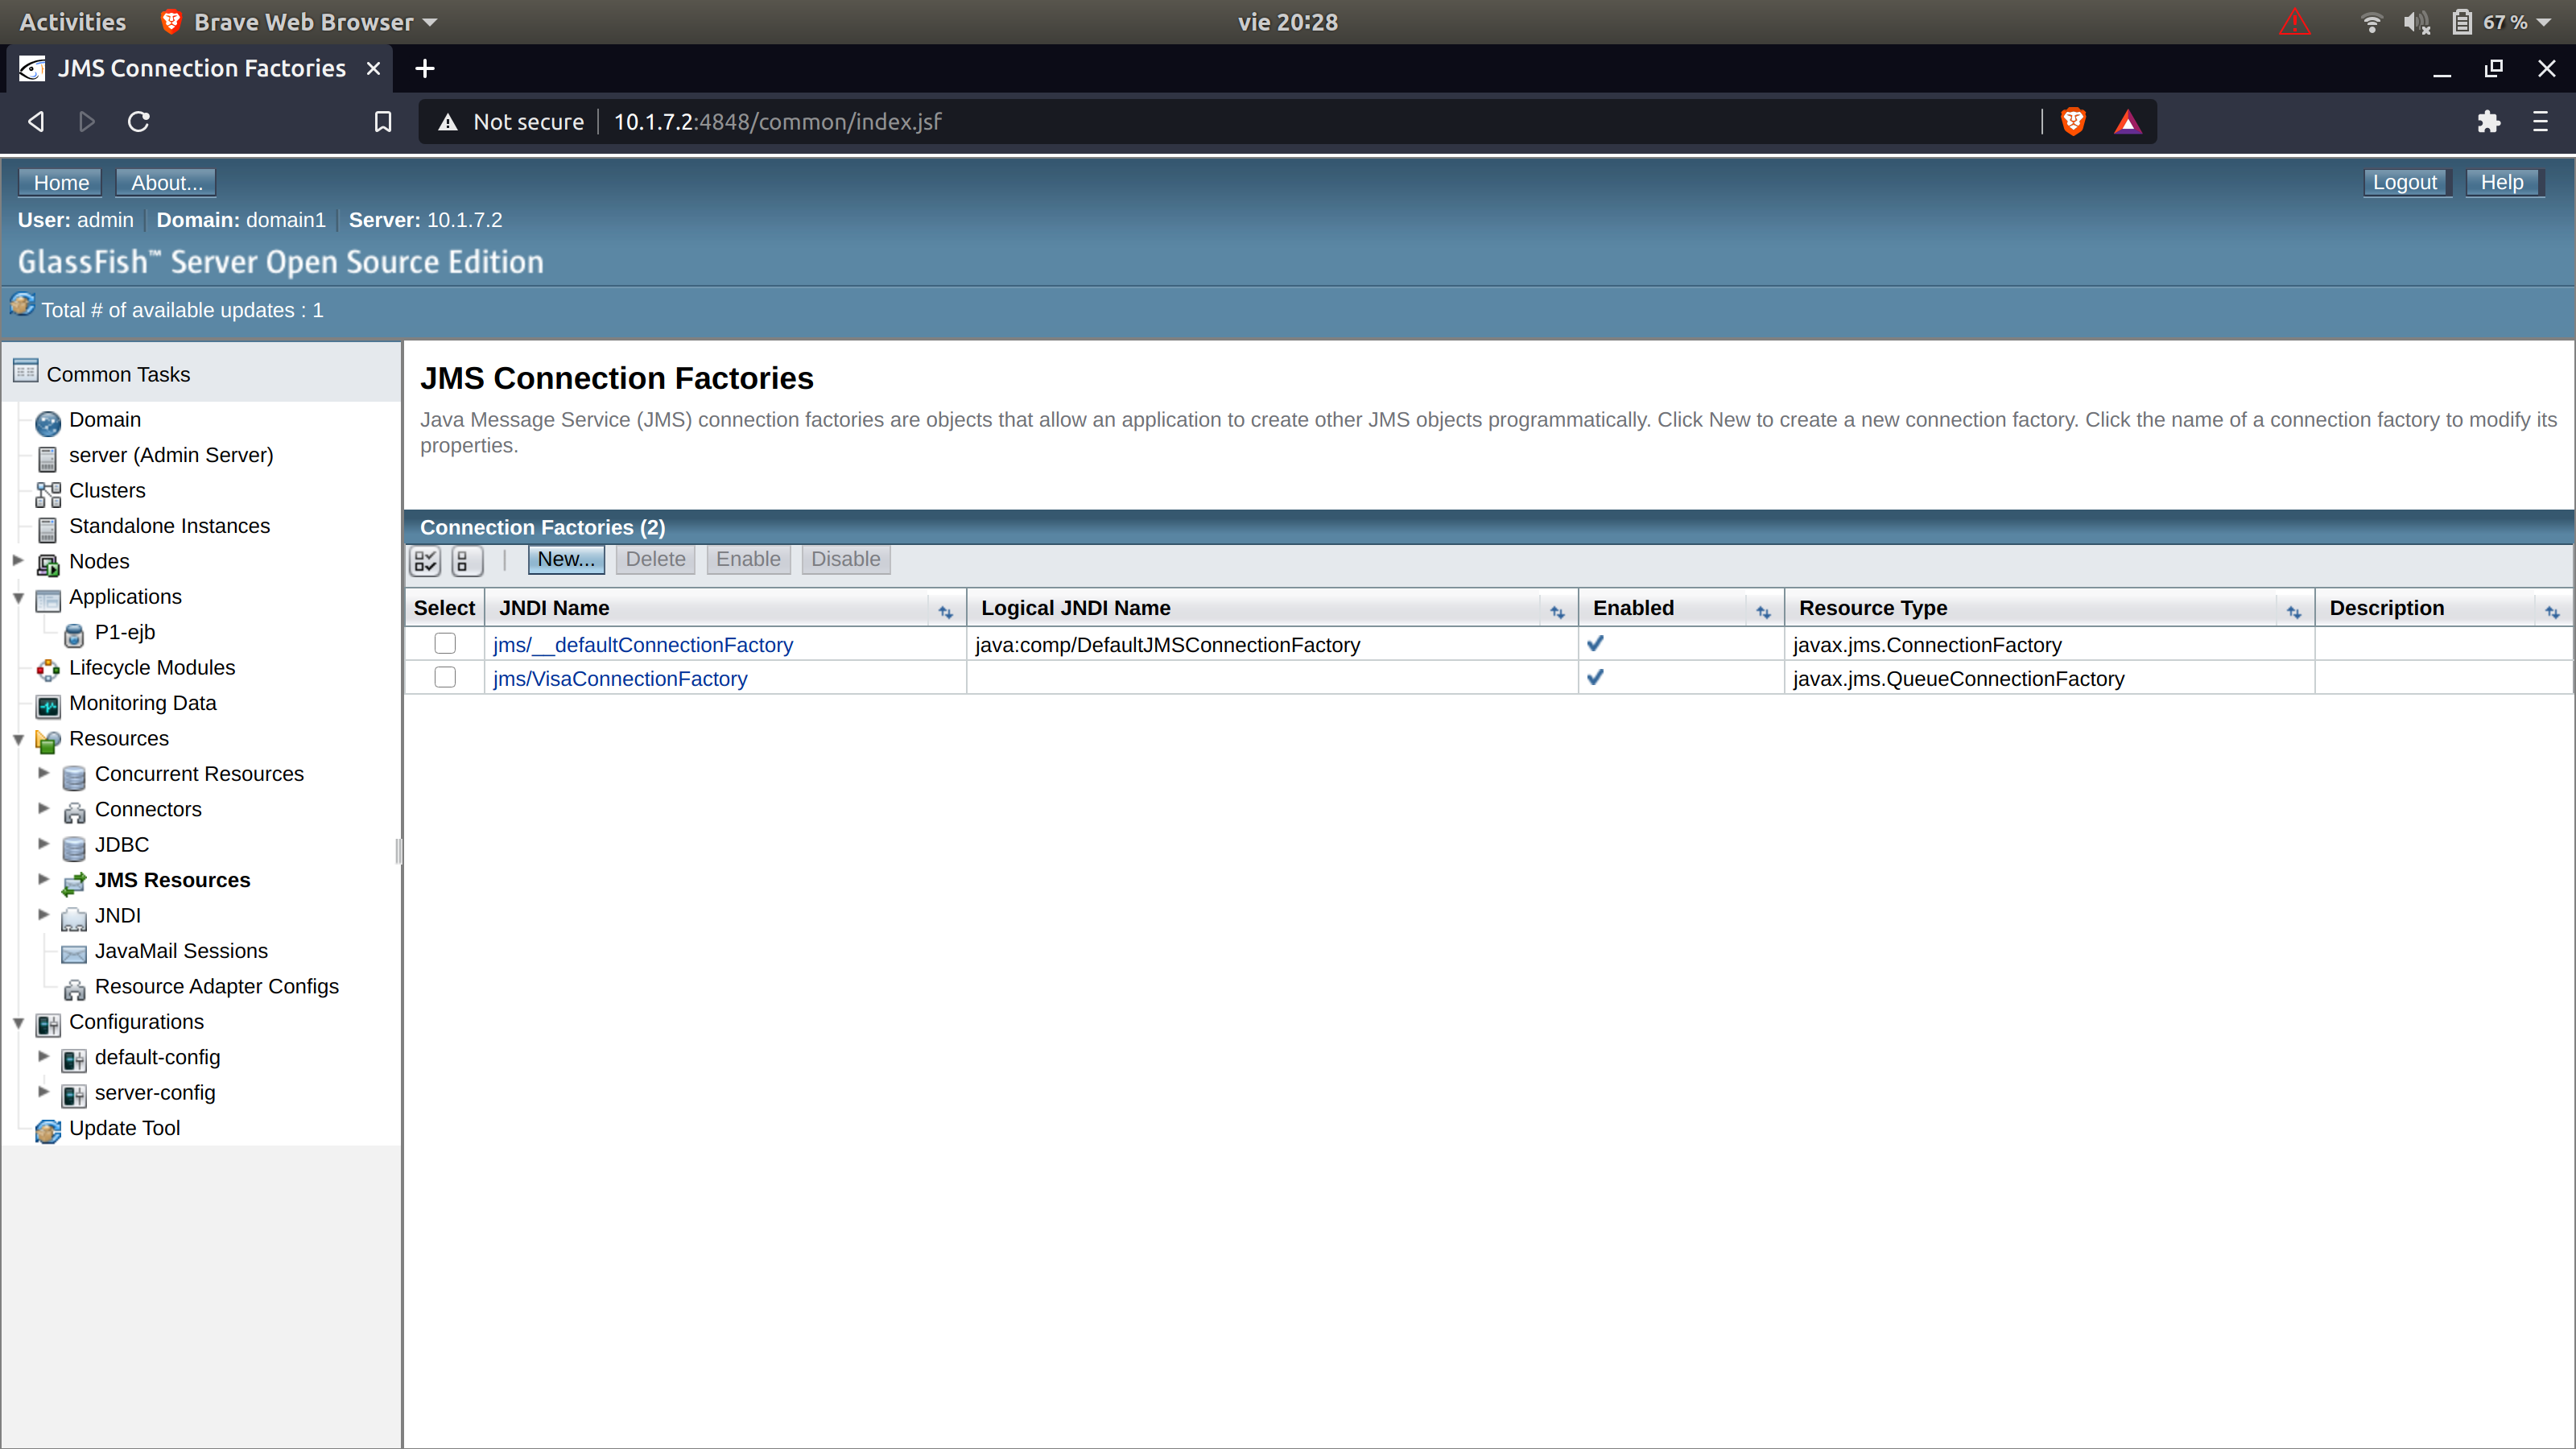 Activities Brave Web Browser vie 20:28 67 %
JMS Connection Factories
Not secure 10.1.7.2:4848/common/index.jsf
Home About... Logout Help
User: admin Domain: domain1 Server: 10.1.7.2
GlassFish™ Server Open Source Edition
Total # of available updates : 1
Common Tasks
Domain
server (Admin Server)
Clusters
Standalone Instances
Nodes
Applications
P1-ejb
Lifecycle Modules
Monitoring Data
Resources
Concurrent Resources
Connectors
JDBC
JMS Resources
JNDI
JavaMail Sessions
Resource Adapter Configs
Configurations
default-config
server-config
Update Tool
JMS Connection Factories
Java Message Service (JMS) connection factories are objects that allow an application to create other JMS objects programmatically. Click New to create a new connection factory. Click the name of a connection factory to modify its
properties.
Connection Factories (2)
New... Delete Enable Disable
Select JNDI Name Logical JNDI Name Enabled Resource Type Description
jms/__defaultConnectionFactory java:comp/DefaultJMSConnectionFactory javax.jms.ConnectionFactory
jms/VisaConnectionFactory javax.jms.QueueConnectionFactory